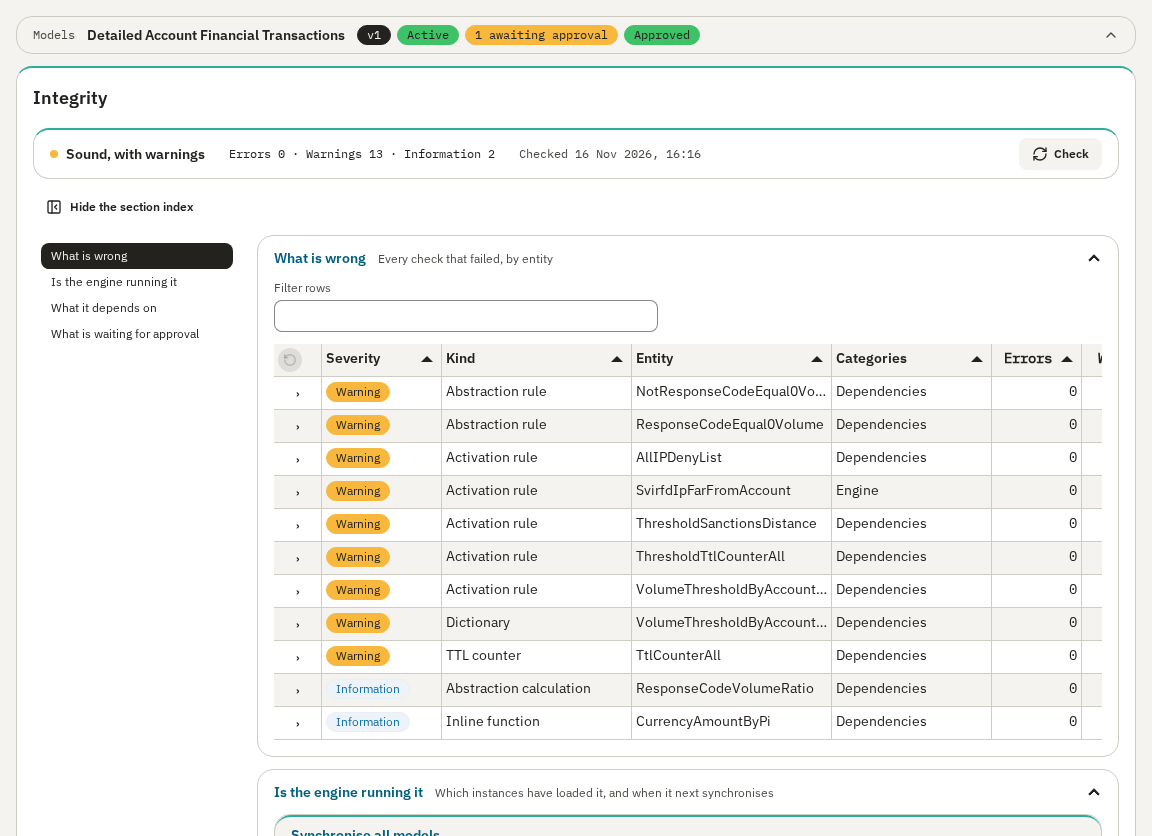 Models Detailed Account Financial Transactions v1 Active 1 awaiting approval Approved
Integrity
Sound, with warnings Errors 0 · Warnings 13 · Information 2 Checked 16 Nov 2026, 16:16 Check
Hide the section index
What is wrong
Is the engine running it
What it depends on
What is waiting for approval
What is wrong Every check that failed, by entity
Filter rows
Severity Kind Entity Categories Errors
Warning Abstraction rule NotResponseCodeEqual0Vo... Dependencies 0
Warning Abstraction rule ResponseCodeEqual0Volume Dependencies 0
Warning Activation rule AllIPDenyList Dependencies 0
Warning Activation rule SvirfdIpFarFromAccount Engine 0
Warning Activation rule ThresholdSanctionsDistance Dependencies 0
Warning Activation rule ThresholdTtlCounterAll Dependencies 0
Warning Activation rule VolumeThresholdByAccount... Dependencies 0
Warning Dictionary VolumeThresholdByAccount... Dependencies 0
Warning TTL counter TtlCounterAll Dependencies 0
Information Abstraction calculation ResponseCodeVolumeRatio Dependencies 0
Information Inline function CurrencyAmountByPi Dependencies 0
Is the engine running it Which instances have loaded it, and when it next synchronises
Synchronise all models